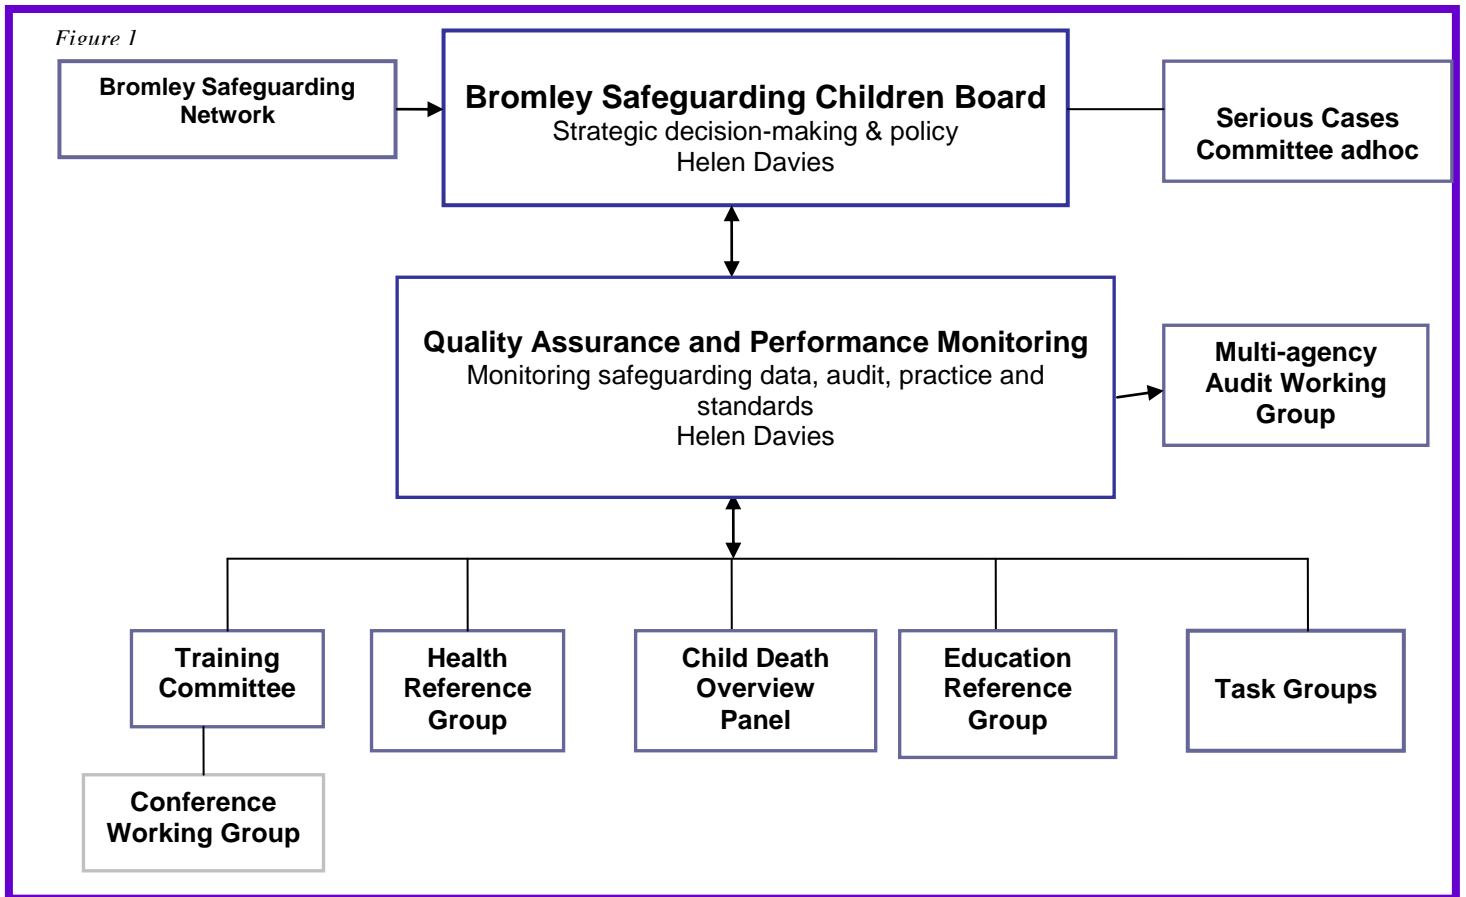 Figure 1
Bromley Safeguarding
Network
Bromley Safeguarding Children Board
Strategic decision-making & policy
Helen Davies
Serious Cases
Committee adhoc
Quality Assurance and Performance Monitoring
Monitoring safeguarding data, audit, practice and
standards
Helen Davies
Multi-agency
Audit Working
Group
Training
Committee
Health
Reference
Group
Child Death
Overview
Panel
Education
Reference
Group
Task Groups
Conference
Working Group